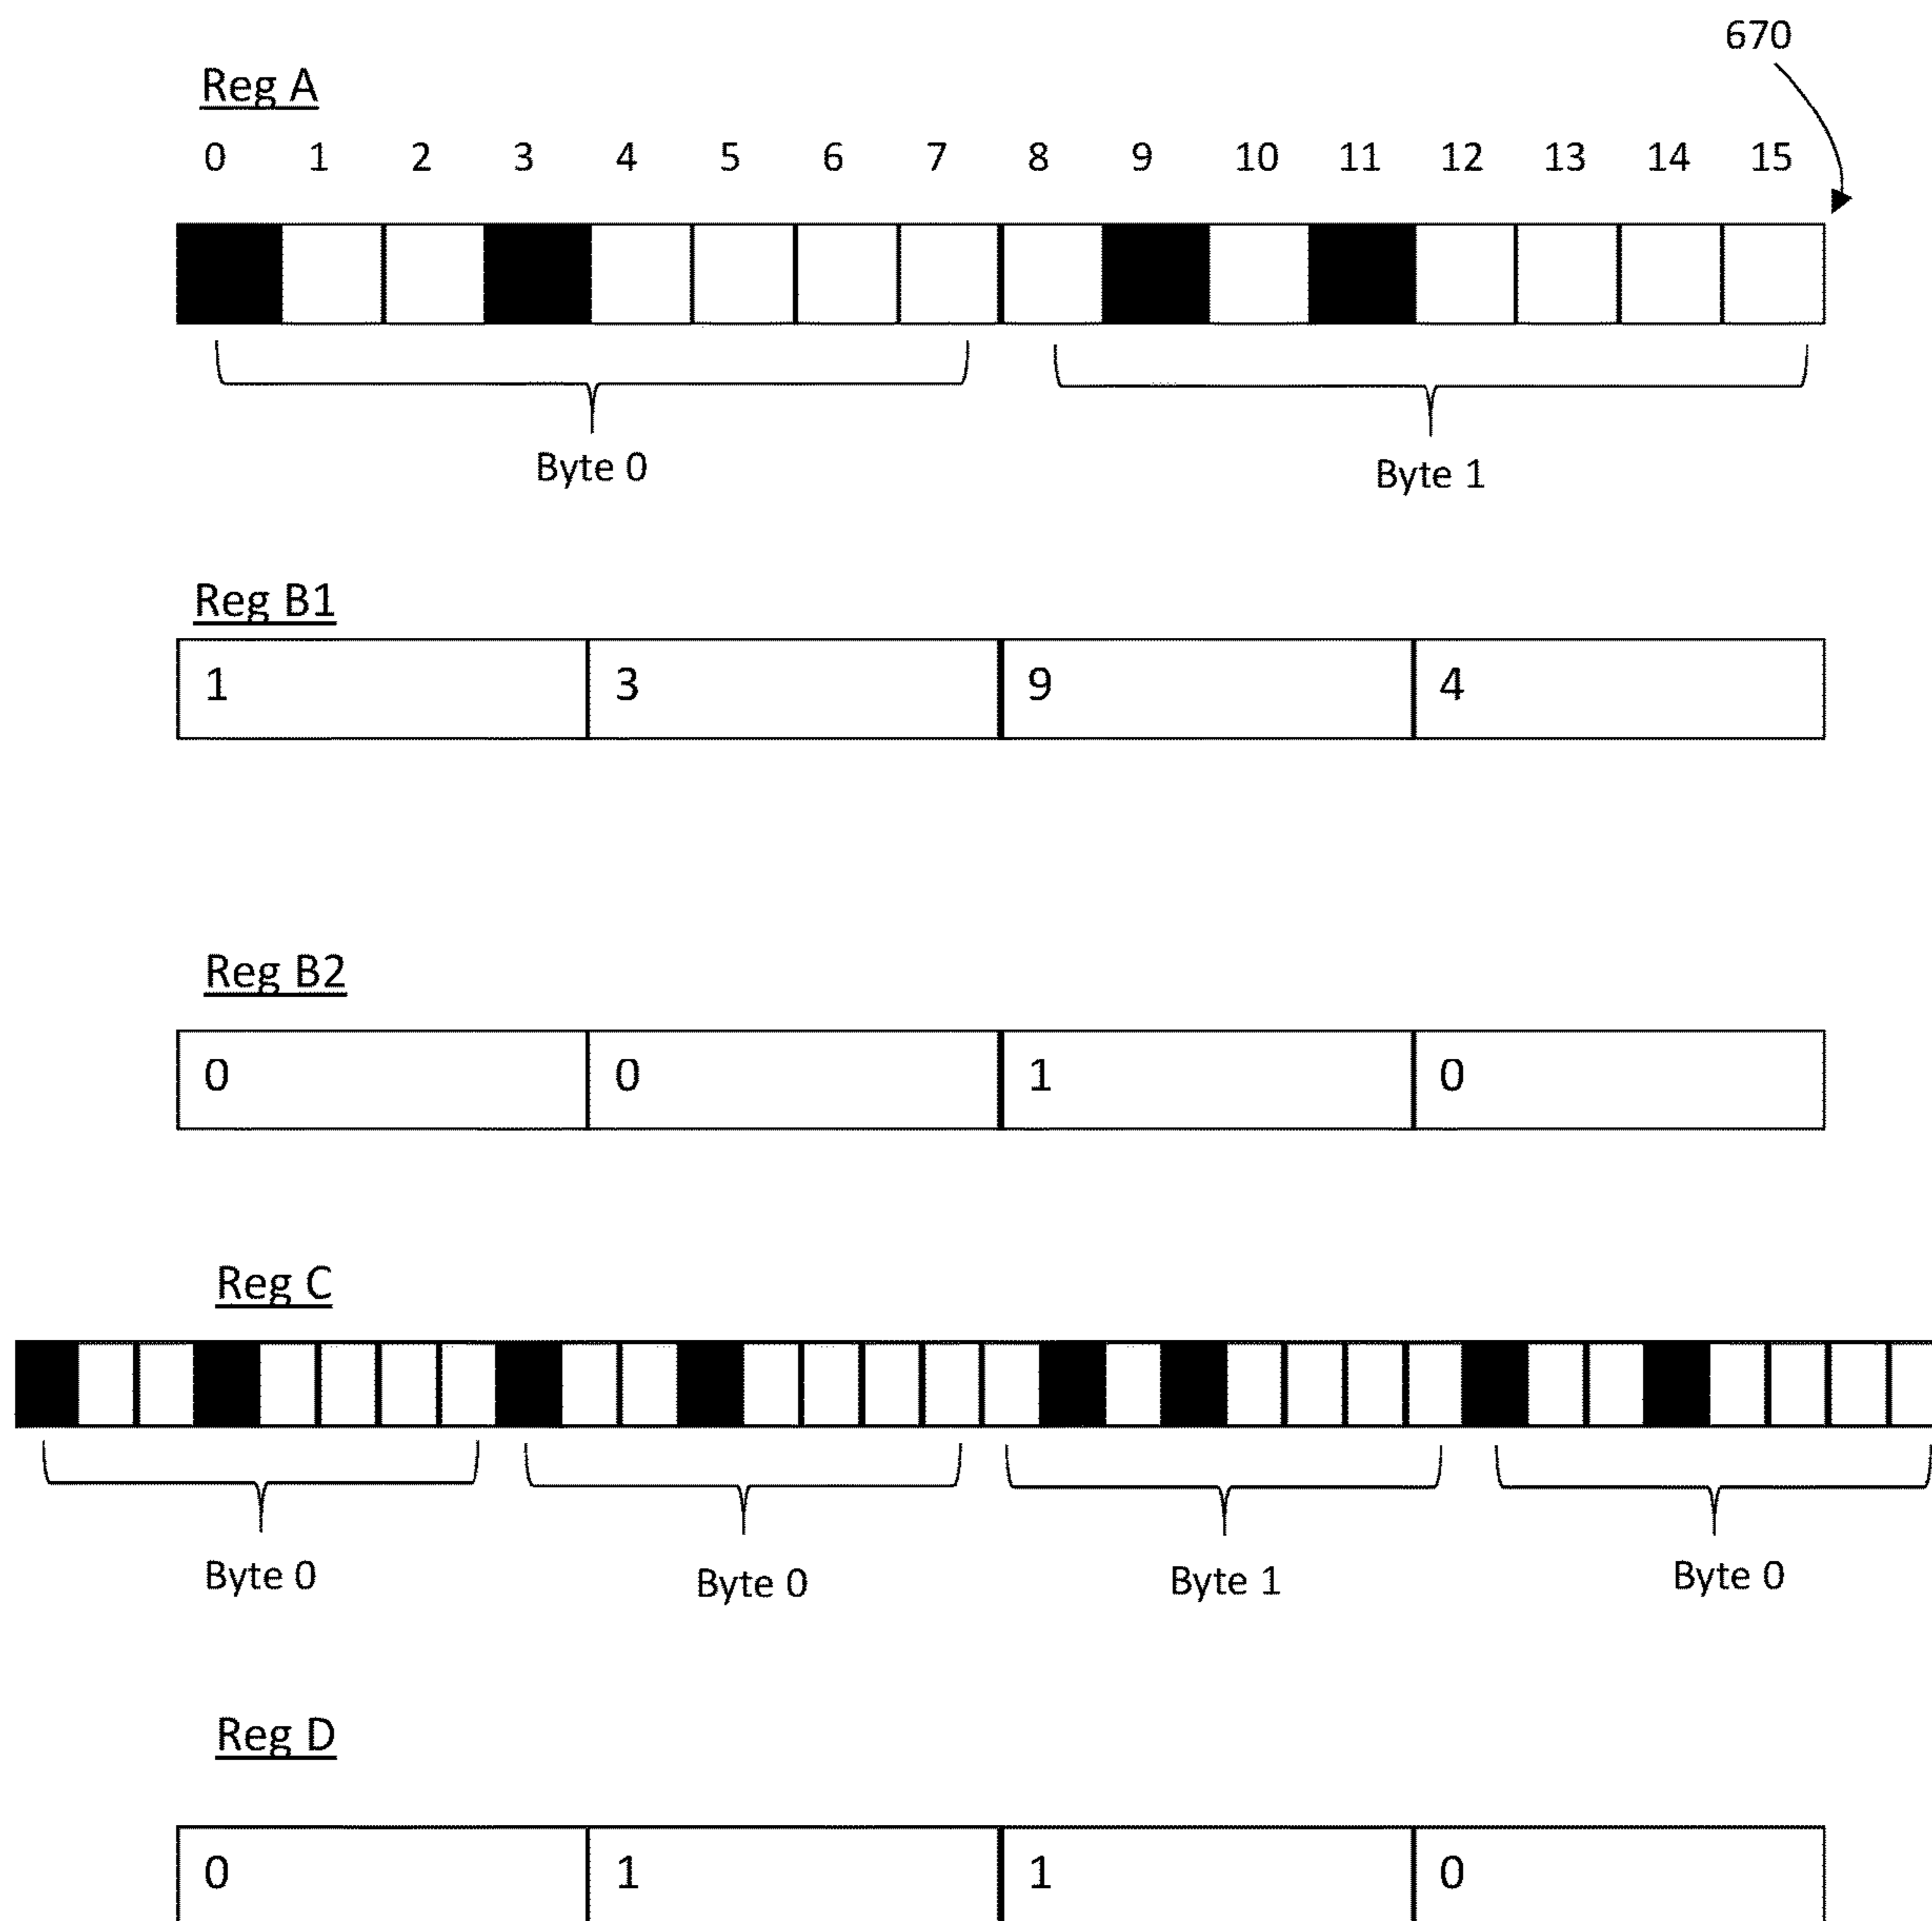 670
Reg A
0 1 2 3 4 5 6 7 8 9 10 11 12 13 14 15
Byte 0 Byte 1
Reg B1
1 3 9 4
Reg B2
0 0 1 0
Reg C
Byte 0 Byte 0 Byte 1 Byte 0
Reg D
0 1 1 0